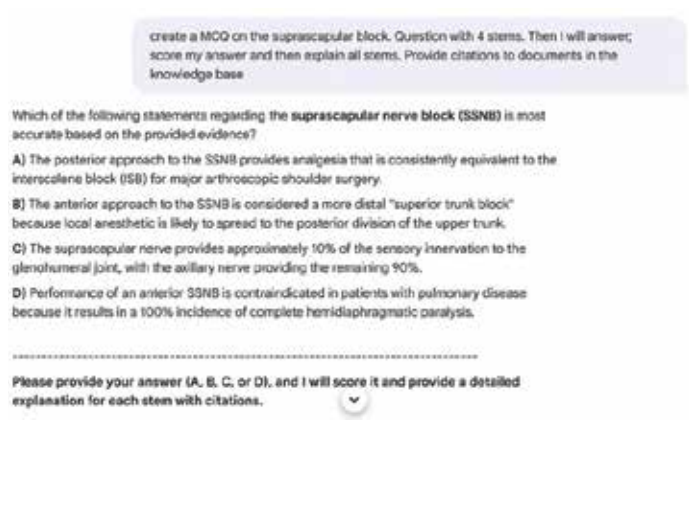 create a MCQ on the suprascapular block. Question with 4 stems. Then I will answer,
score my answer and then explain all stems. Provide citations to documents in the
knowledge base
Which of the following statements regarding the suprascapular nerve block (SSNB) is most
accurate based on the provided evidence?
A) The posterior approach to the SSNB provides analgesia that is consistently equivalent to the
interscalene block (ISB) for major arthroscopic shoulder surgery.
B) The anterior approach to the SSNB is considered a more distal "superior trunk block"
because local anesthetic is likely to spread to the posterior division of the upper trunk.
C) The suprascapular nerve provides approximately 10% of the sensory innervation to the
glenohumeral joint, with the axillary nerve providing the remaining 90%.
D) Performance of an anterior SSNB is contraindicated in patients with pulmonary disease
because it results in a 100% incidence of complete hemidiaphragmatic paralysis.
Please provide your answer (A, B, C, or D), and I will score it and provide a detailed
explanation for each stem with citations.